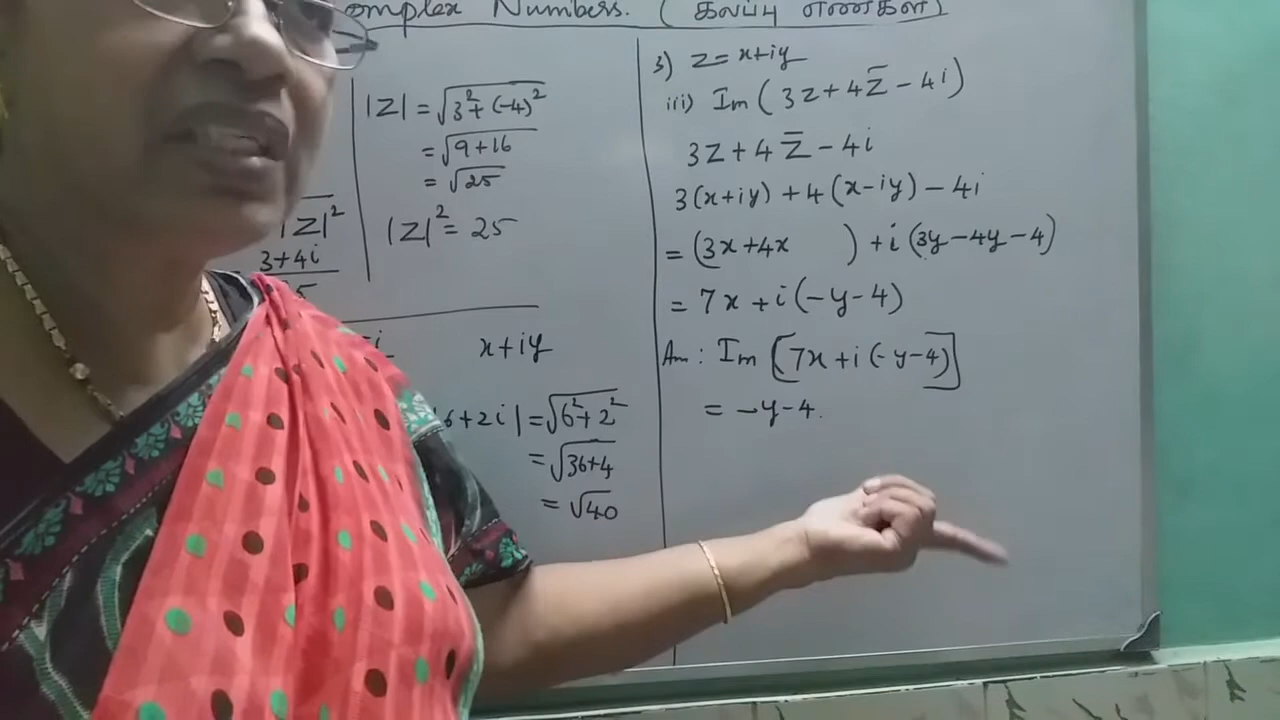 omplex Numbers. ( கலப்பு எண்கள் )
|Z| = √3²+(-4)²
= √9+16
= √25
|Z|² = 25
|Z|²
3+4i
x+iy
6+2i| = √6²+2²
= √36+4
= √40
3) z = x+iy
iii) Im ( 3z+4z̅ - 4i )
3z+4z̅ - 4i
3(x+iy) + 4(x-iy) - 4i
= (3x+4x ) + i (3y-4y-4)
= 7x + i (-y-4)
Ans : Im [7x+i (-y-4)]
= -y-4.